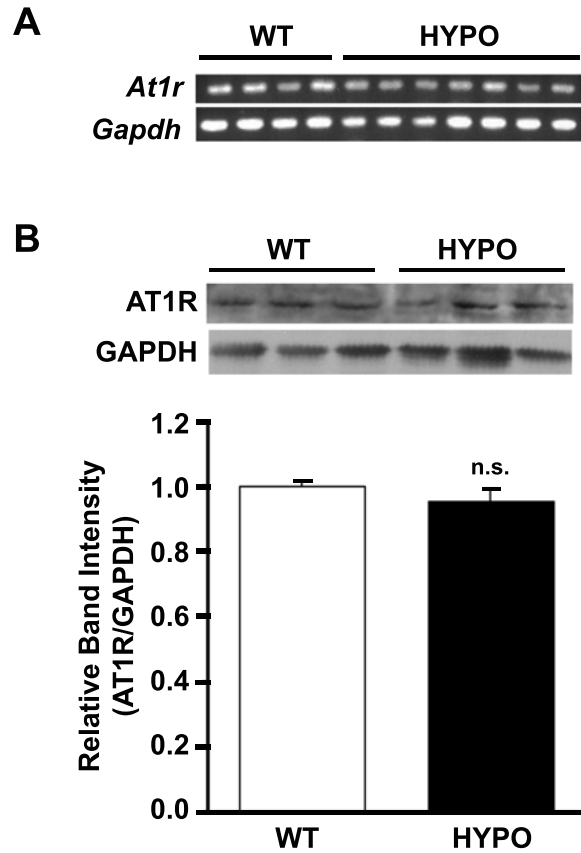 A
WT HYPO
At1r
Gapdh
B
WT HYPO
AT1R
GAPDH
Relative Band Intensity
(AT1R/GAPDH)
1.2
1.0
0.8
0.6
0.4
0.2
0.0
n.s.
WT HYPO